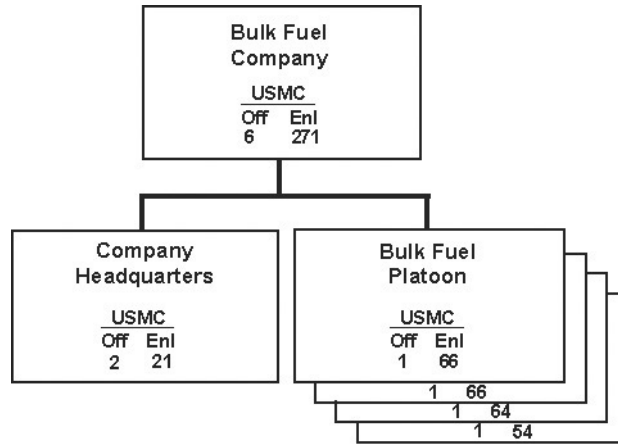 Bulk Fuel
Company
USMC
Off Enl
6 271
Company
Headquarters
USMC
Off Enl
2 21
Bulk Fuel
Platoon
USMC
Off Enl
1 66
1 66
1 64
1 54